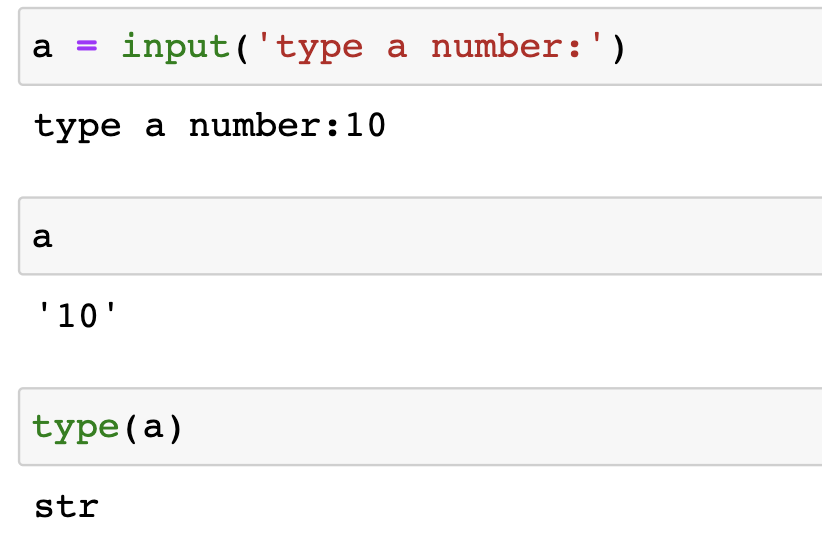 a = input('type a number:')
type a number:10
a
'10'
type(a)
str